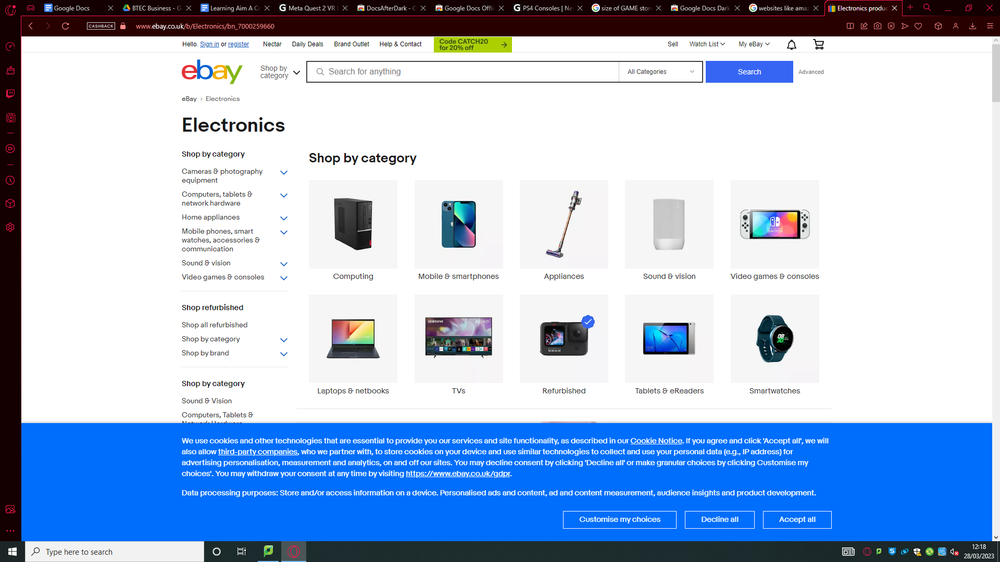 Google Docs
BTEC Business - G
Learning Aim A Co
Meta Quest 2 VR
DocsAfterDark - C
Google Docs Offli
PS4 Consoles | Ne
size of GAME store
Google Docs Dark
websites like amaz
Electronics produc
CASHBACK
www.ebay.co.uk/b/Electronics/bn_7000259660
Hello. Sign in or register
Nectar
Daily Deals
Brand Outlet
Help & Contact
Code CATCH20
for 20% off
Sell
Watch List
My eBay
ebay
Shop by
category
Search for anything
All Categories
Search
Advanced
eBay > Electronics
Electronics
Shop by category
Cameras & photography
equipment
Computers, tablets &
network hardware
Home appliances
Mobile phones, smart
watches, accessories &
communication
Sound & vision
Video games & consoles
Shop refurbished
Shop all refurbished
Shop by category
Shop by brand
Shop by category
Sound & Vision
Computers, Tablets &
Network Hardware
Shop by category
NINTENDO
SWITCH
Computing
Mobile & smartphones
Appliances
Sound & vision
Video games & consoles
SAMSUNG
GoPro
08
30
Laptops & netbooks
TVs
Refurbished
Tablets & eReaders
Smartwatches
We use cookies and other technologies that are essential to provide you our services and site functionality, as described in our Cookie Notice. If you agree and click 'Accept all', we will
also allow third-party companies, who we partner with, to store cookies on your device and use similar technologies to collect and use your personal data (e.g., IP address) for
advertising personalisation, measurement and analytics, on and off our sites. You may decline consent by clicking 'Decline all' or make granular choices by clicking Customise my
choices'. You may withdraw your consent at any time by visiting https://www.ebay.co.uk/gdpr.
Data processing purposes: Store and/or access information on a device. Personalised ads and content, ad and content measurement, audience insights and product development.
Customise my choices
Decline all
Accept all
Type here to search
12:18
28/03/2023